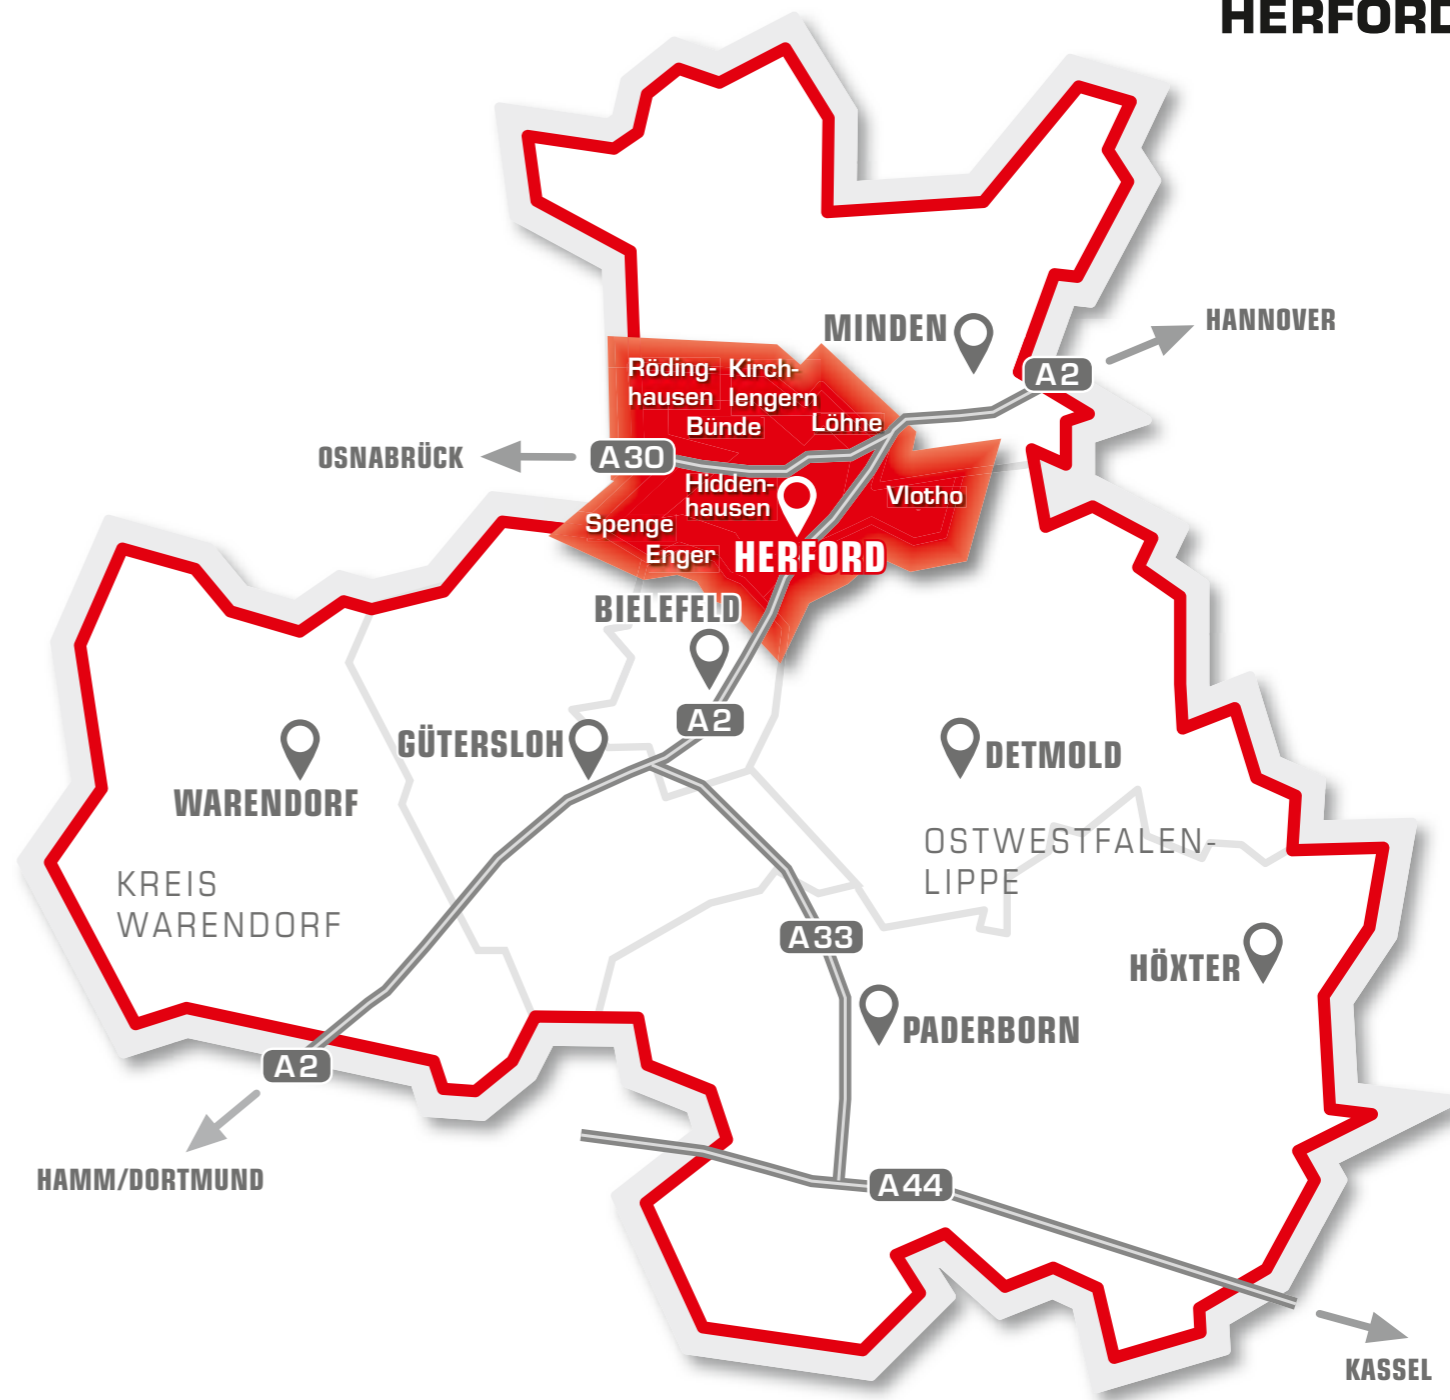 HERFORD
MINDEN
HANNOVER
A2
Röding-
hausen
Kirch-
lengern
Bünde
Löhne
OSNABRÜCK
A30
Hidden-
hausen
Vlotho
Spenge
Enger
HERFORD
BIELEFELD
A2
GÜTERSLOH
DETMOLD
WARENDORF
OSTWESTFALEN-
LIPPE
KREIS
WARENDORF
A33
HÖXTER
PADERBORN
A2
HAMM/DORTMUND
A44
KASSEL